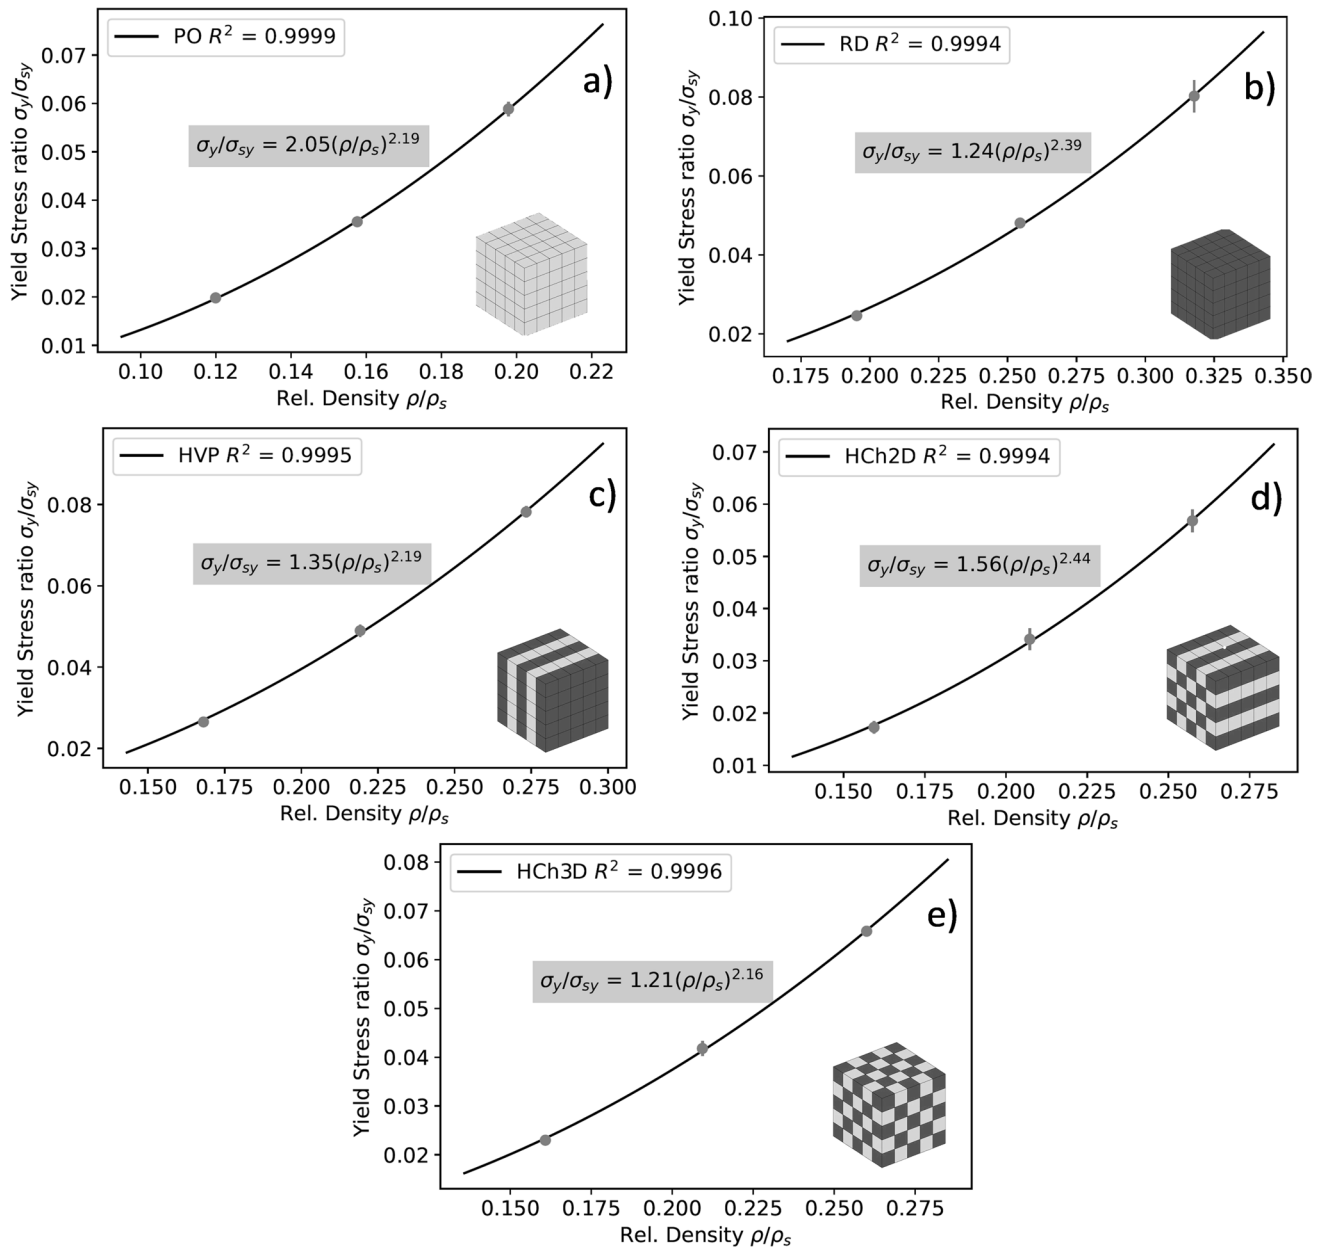 PO R² = 0.9999
a)
σy/σsy = 2.05(ρ/ρs)^2.19
Yield Stress ratio σy/σsy
0.07
0.06
0.05
0.04
0.03
0.02
0.01
0.10 0.12 0.14 0.16 0.18 0.20 0.22
Rel. Density ρ/ρs
RD R² = 0.9994
b)
σy/σsy = 1.24(ρ/ρs)^2.39
Yield Stress ratio σy/σsy
0.10
0.08
0.06
0.04
0.02
0.175 0.200 0.225 0.250 0.275 0.300 0.325 0.350
Rel. Density ρ/ρs
HVP R² = 0.9995
c)
σy/σsy = 1.35(ρ/ρs)^2.19
Yield Stress ratio σy/σsy
0.08
0.06
0.04
0.02
0.150 0.175 0.200 0.225 0.250 0.275 0.300
Rel. Density ρ/ρs
HCh2D R² = 0.9994
d)
σy/σsy = 1.56(ρ/ρs)^2.44
Yield Stress ratio σy/σsy
0.07
0.06
0.05
0.04
0.03
0.02
0.01
0.150 0.175 0.200 0.225 0.250 0.275
Rel. Density ρ/ρs
HCh3D R² = 0.9996
e)
σy/σsy = 1.21(ρ/ρs)^2.16
Yield Stress ratio σy/σsy
0.08
0.07
0.06
0.05
0.04
0.03
0.02
0.150 0.175 0.200 0.225 0.250 0.275
Rel. Density ρ/ρs